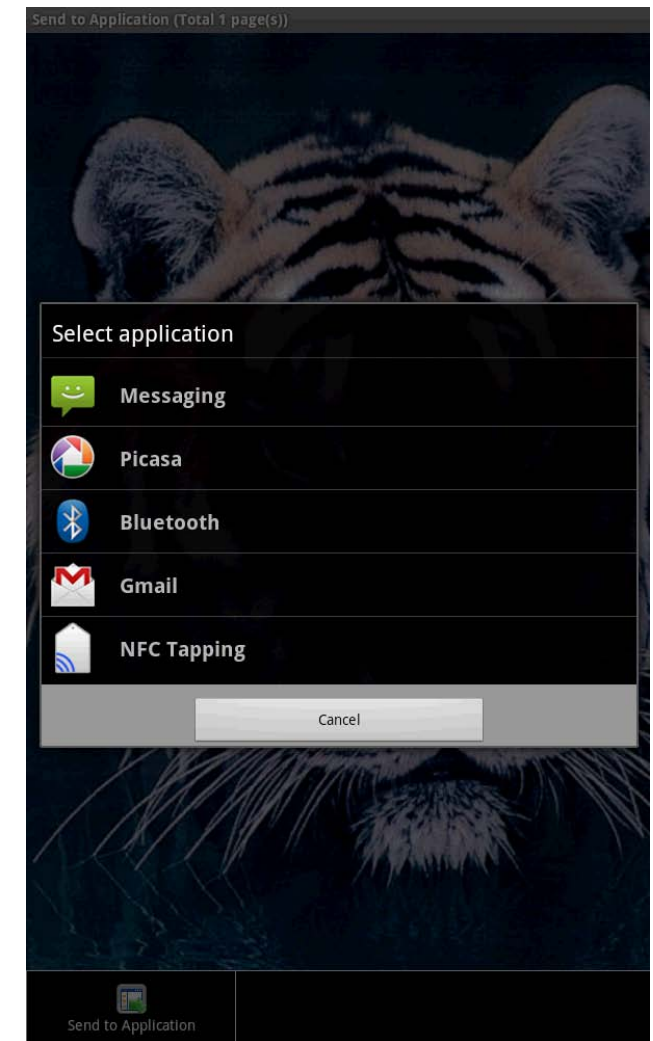 Send to Application (Total 1 page(s))
Select application
Messaging
Picasa
Bluetooth
Gmail
NFC Tapping
Cancel
Send to Application